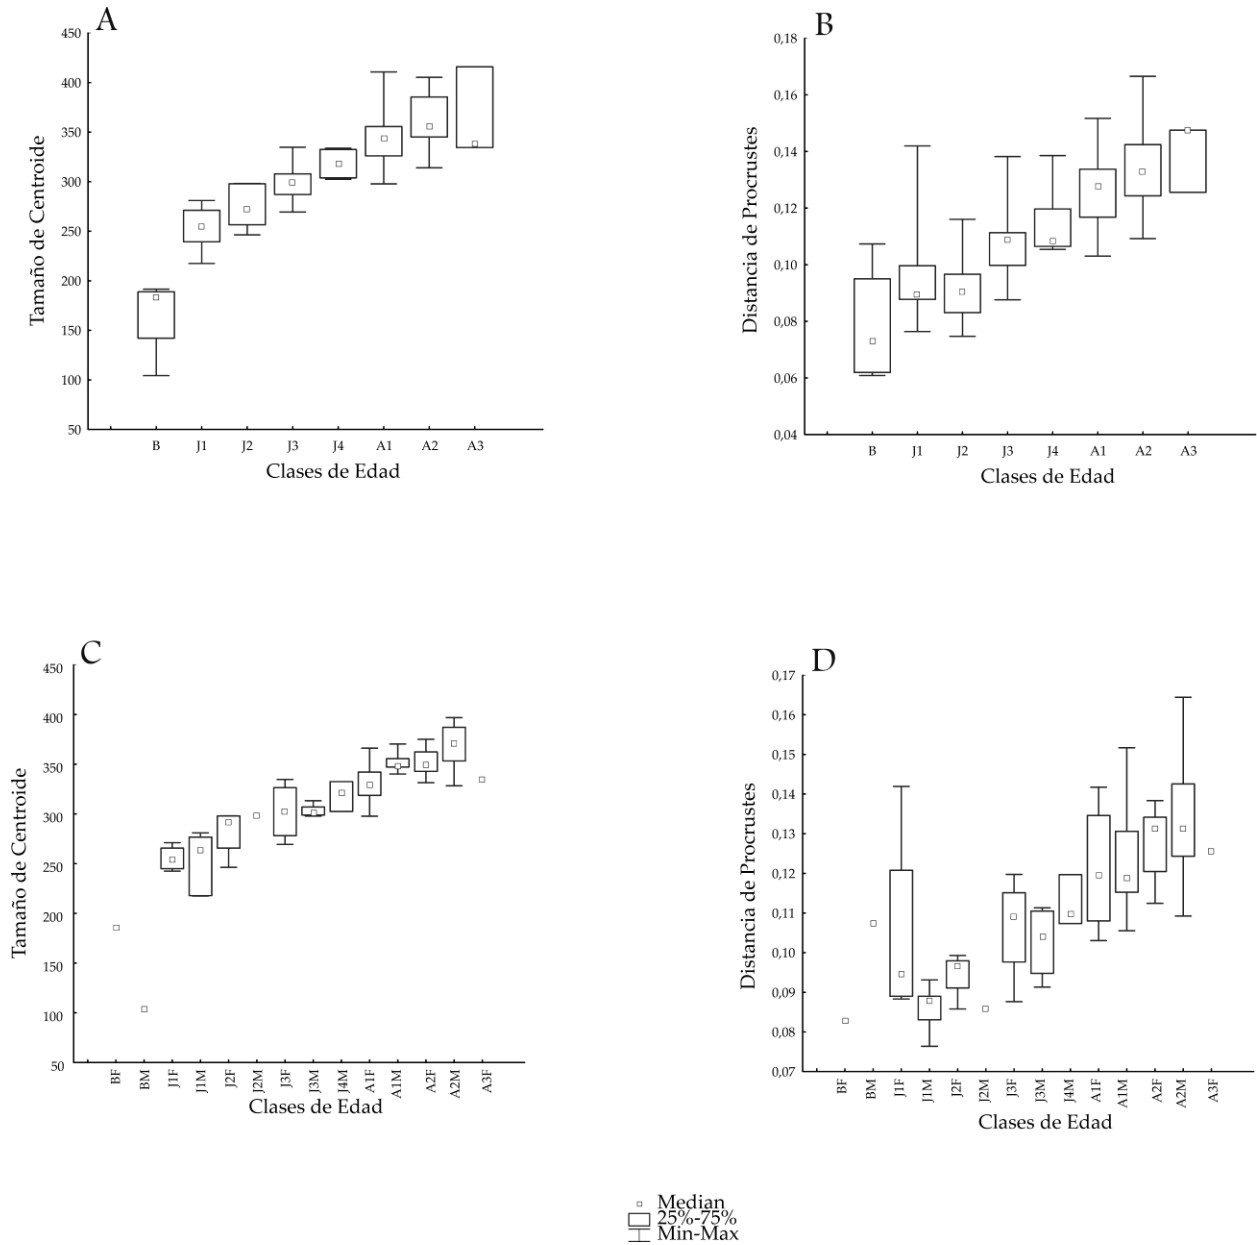 A
450
400
350
300
250
200
150
100
50
Tamaño de Centroide
B J1 J2 J3 J4 A1 A2 A3
Clases de Edad
B
0,18
0,16
0,14
0,12
0,10
0,08
0,06
0,04
Distancia de Procrustes
B J1 J2 J3 J4 A1 A2 A3
Clases de Edad
C
450
400
350
300
250
200
150
100
50
Tamaño de Centroide
BF BM J1F J1M J2F J2M J3F J3M J4M A1F A1M A2F A2M A3F
Clases de Edad
D
0,17
0,16
0,15
0,14
0,13
0,12
0,11
0,10
0,09
0,08
0,07
Distancia de Procrustes
BF BM J1F J1M J2F J2M J3F J3M J4M A1F A1M A2F A2M A3F
Clases de Edad
Median
25%-75%
Min-Max